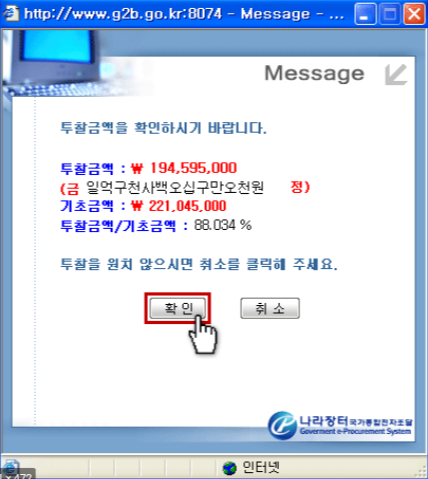 http://www.g2b.go.kr:8074 - Message - ...
Message
투찰금액을 확인하시기 바랍니다.
투찰금액 : ₩ 194,595,000
(금 일억구천사백오십구만오천원 정)
기초금액 : ₩ 221,045,000
투찰금액/기초금액 : 88.034 %
투찰을 원치 않으시면 취소를 클릭해 주세요.
확인 취소
나라장터 국가종합전자조달
Government e-Procurement System
인터넷